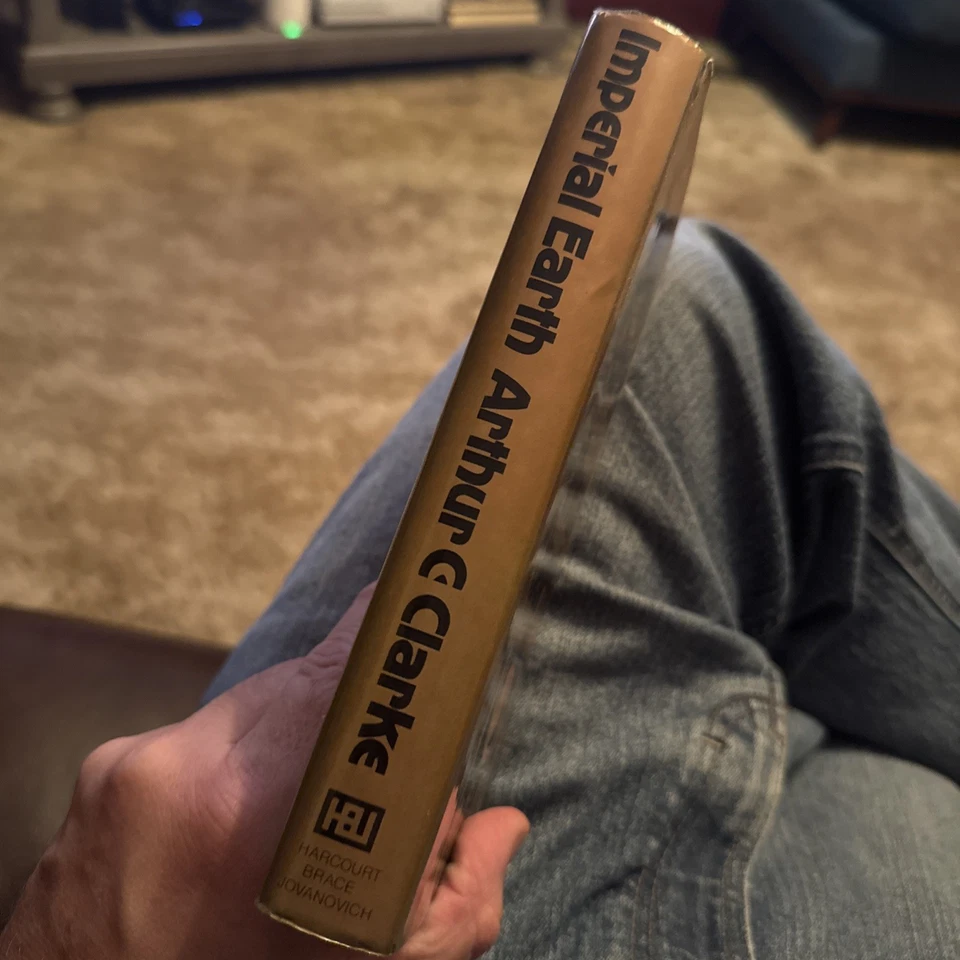 Imperial Earth Arthur C Clarke
HBJ
HARCOURT
BRACE
JOVANOVICH